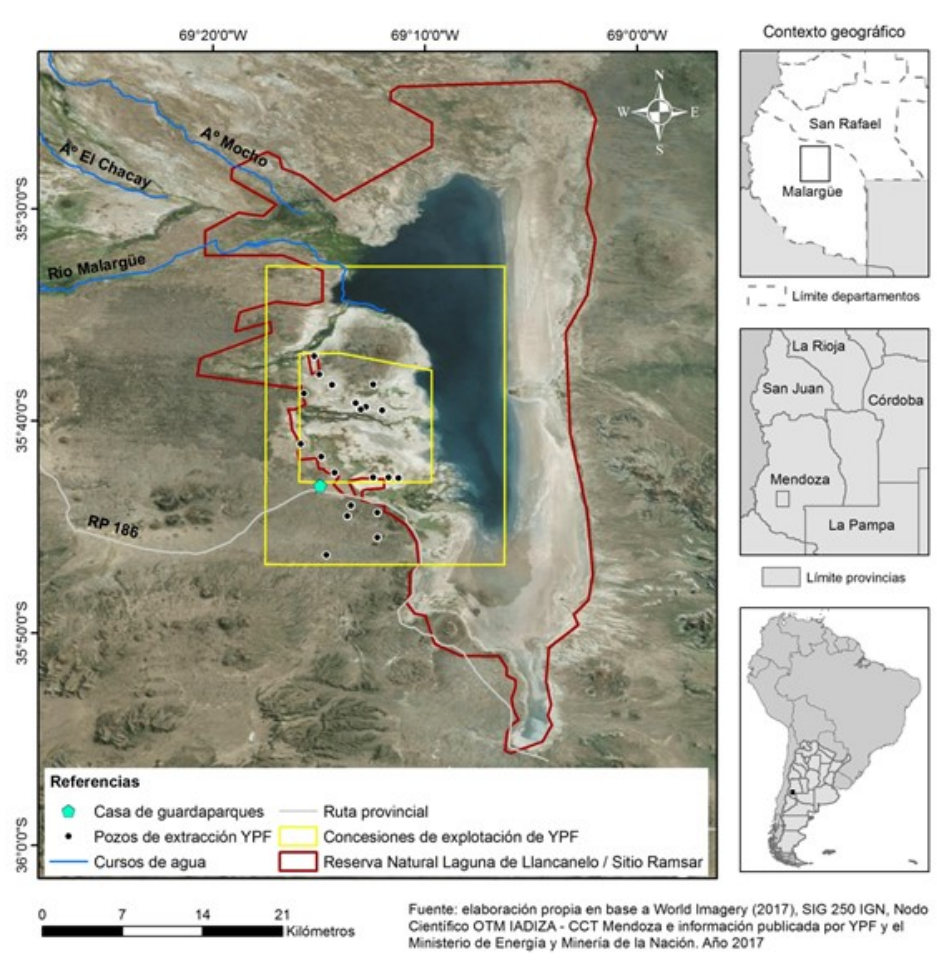 69°20'0"W
69°10'0"W
69°0'0"W
35°30'0"S
35°40'0"S
35°50'0"S
36°0'0"S
N
W
E
S
Aº Mocho
Aº El Chacay
Río Malargüe
RP 186
Referencias
Casa de guardaparques
Ruta provincial
Pozos de extracción YPF
Concesiones de explotación de YPF
Cursos de agua
Reserva Natural Laguna de Llancanelo / Sitio Ramsar
0 7 14 21
Kilómetros
Contexto geográfico
San Rafael
Malargüe
Límite departamentos
La Rioja
San Juan
Córdoba
Mendoza
La Pampa
Límite provincias
Fuente: elaboración propia en base a World Imagery (2017), SIG 250 IGN, Nodo
Científico OTM IADIZA - CCT Mendoza e información publicada por YPF y el
Ministerio de Energía y Minería de la Nación. Año 2017